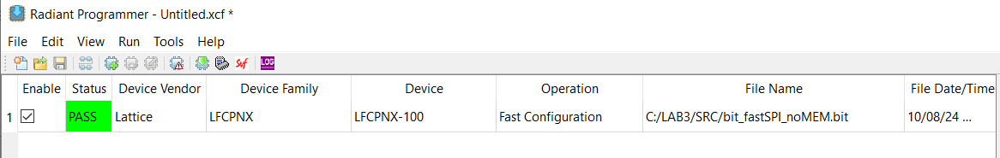 Radiant Programmer - Untitled.xcf *
File Edit View Run Tools Help
Svf LOG
Enable Status Device Vendor Device Family Device Operation File Name File Date/Time
1 PASS Lattice LFCPNX LFCPNX-100 Fast Configuration C:/LAB3/SRC/bit_fastSPI_noMEM.bit 10/08/24 ...